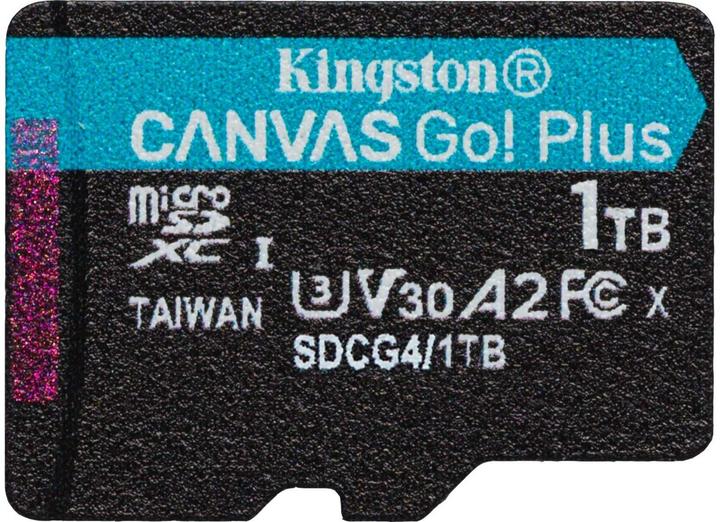 Kingston®
CANVAS Go! Plus
micro SD XC I
1TB
TAIWAN
U3 V30 A2 FC X
SDCG4/1TB